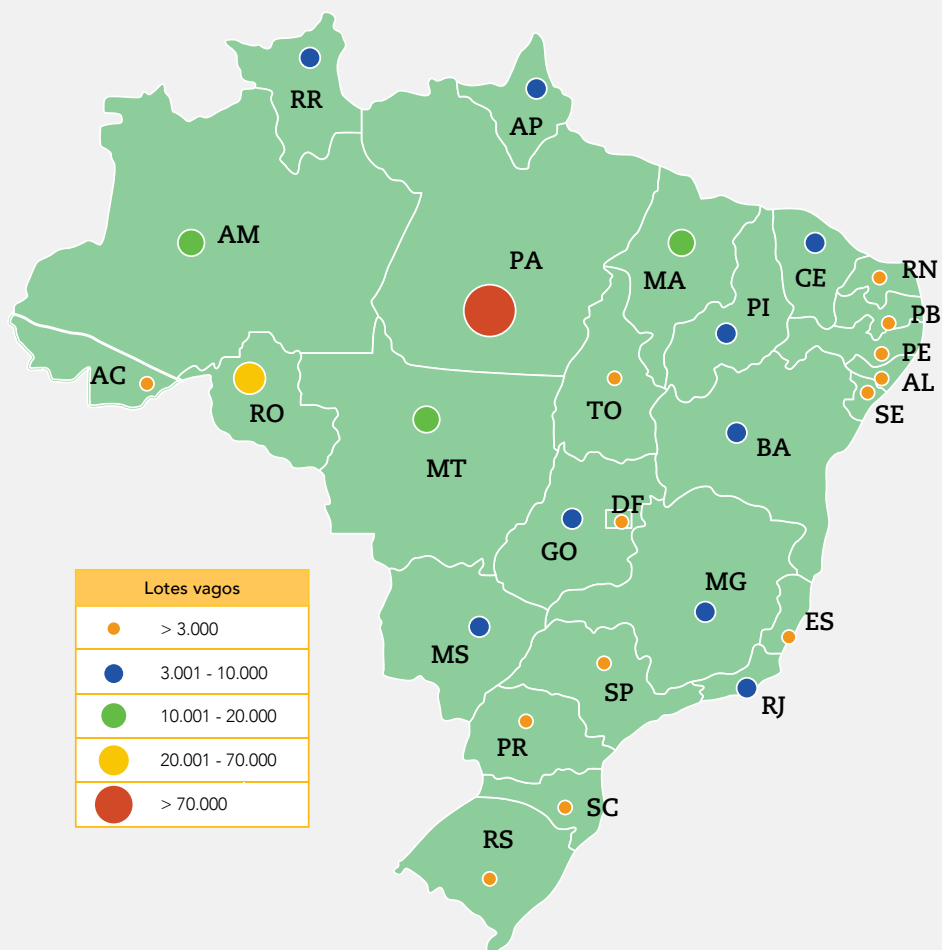 RR
AP
AM
PA
MA
CE
RN
PI
PB
PE
AC
AL
RO
TO
SE
MT
BA
DF
GO
MG
Lotes vagos
> 3.000
3.001 - 10.000
10.001 - 20.000
20.001 - 70.000
> 70.000
ES
MS
SP
RJ
PR
SC
RS